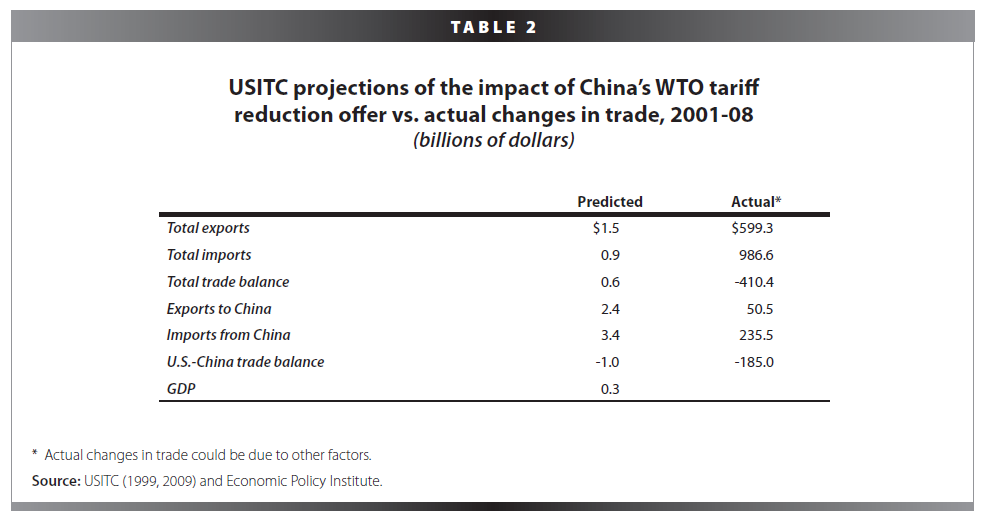 TABLE 2
USITC projections of the impact of China’s WTO tariff
reduction offer vs. actual changes in trade, 2001-08
(billions of dollars)
Predicted Actual*
Total exports $1.5 $599.3
Total imports 0.9 986.6
Total trade balance 0.6 -410.4
Exports to China 2.4 50.5
Imports from China 3.4 235.5
U.S.-China trade balance -1.0 -185.0
GDP 0.3
* Actual changes in trade could be due to other factors.
Source: USITC (1999, 2009) and Economic Policy Institute.